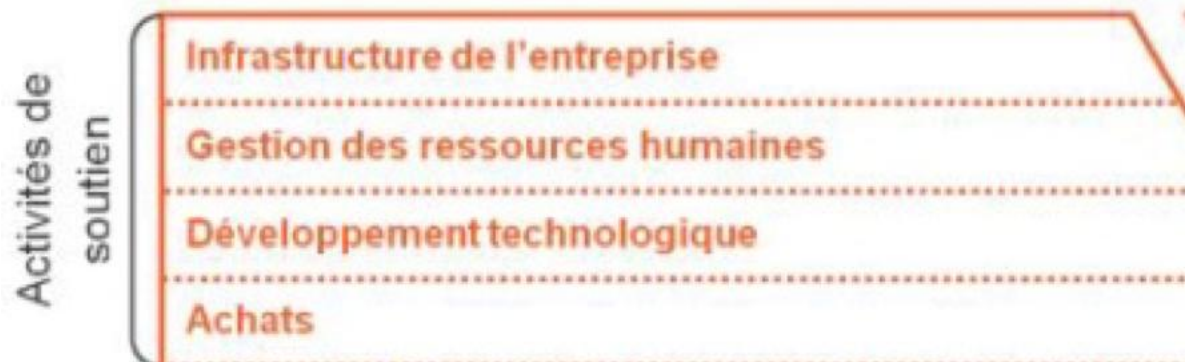 Activités de
soutien
Infrastructure de l'entreprise
Gestion des ressources humaines
Développement technologique
Achats